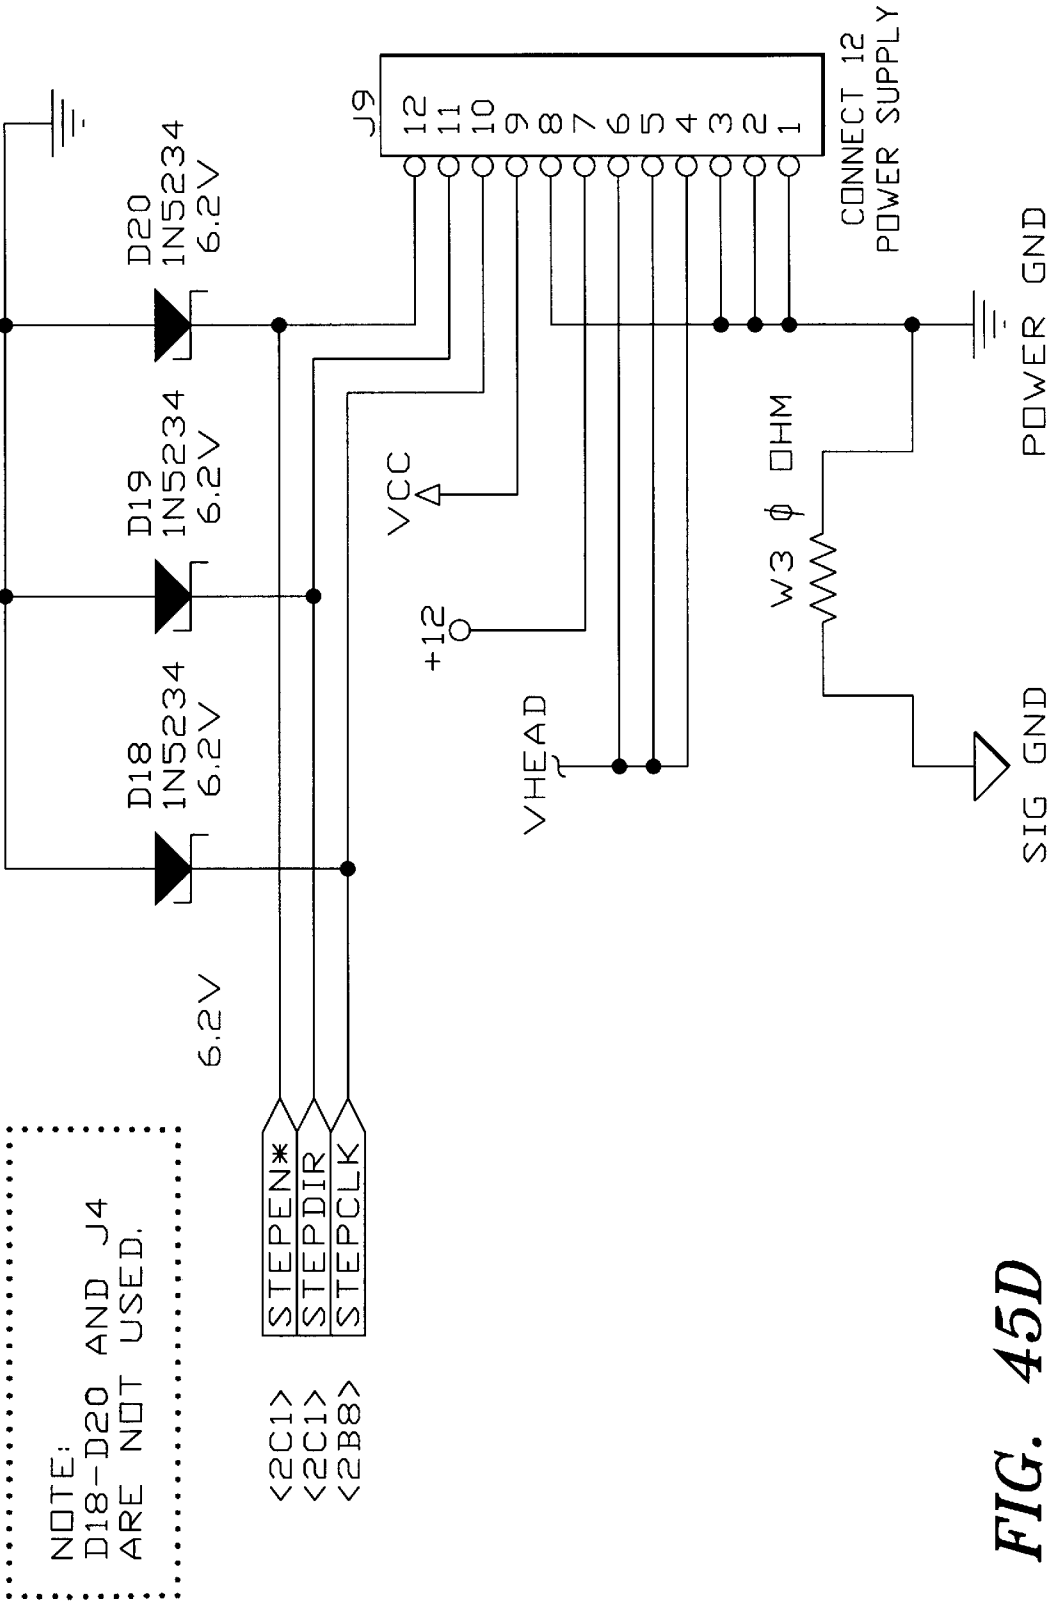 NOTE:
D18-D20 AND J4
ARE NOT USED.
6.2V
D18
1N5234
6.2V
D19
1N5234
6.2V
D20
1N5234
6.2V
<2C1> STEPEN*
<2C1> STEPDIR
<2B8> STEPCLK
J9
12
11
10
9
8
7
6
5
4
3
2
1
VCC
+12
VHEAD
W3 ϕ OHM
CONNECT 12
POWER SUPPLY
SIG GND
POWER GND
FIG. 45D